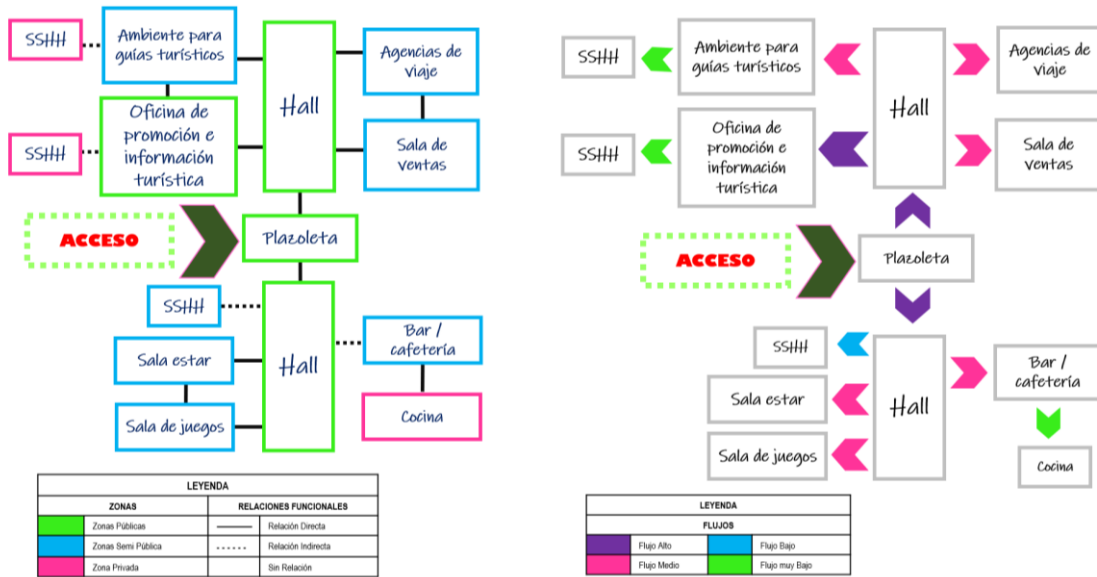 SSHH
Ambiente para
guías turísticos
Hall
Agencias de
viaje
SSHH
Oficina de
promoción e
información
turística
Sala de
ventas
ACCESO
Plazoleta
SSHH
Sala estar
Sala de juegos
Hall
Bar /
cafetería
Cocina
LEYENDA
ZONAS
RELACIONES FUNCIONALES
Zonas Públicas
Relación Directa
Zonas Semi Pública
Relación Indirecta
Zona Privada
Sin Relación
SSHH
Ambiente para
guías turísticos
Hall
Agencias de
viaje
SSHH
Oficina de
promoción e
información
turística
Sala de
ventas
ACCESO
Plazoleta
SSHH
Sala estar
Sala de juegos
Hall
Bar /
cafetería
Cocina
LEYENDA
FLUJOS
Flujo Alto
Flujo Bajo
Flujo Medio
Flujo muy Bajo